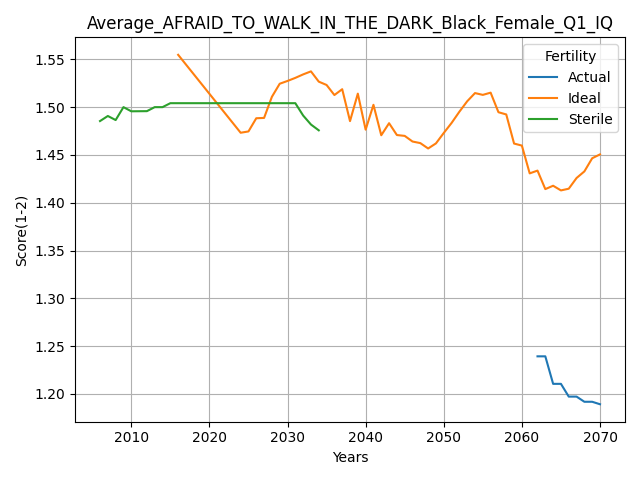 Average_AFRAID_TO_WALK_IN_THE_DARK_Black_Female_Q1_IQ
Fertility
Actual
Ideal
Sterile
Score(1-2)
1.55
1.50
1.45
1.40
1.35
1.30
1.25
1.20
2010 2020 2030 2040 2050 2060 2070
Years